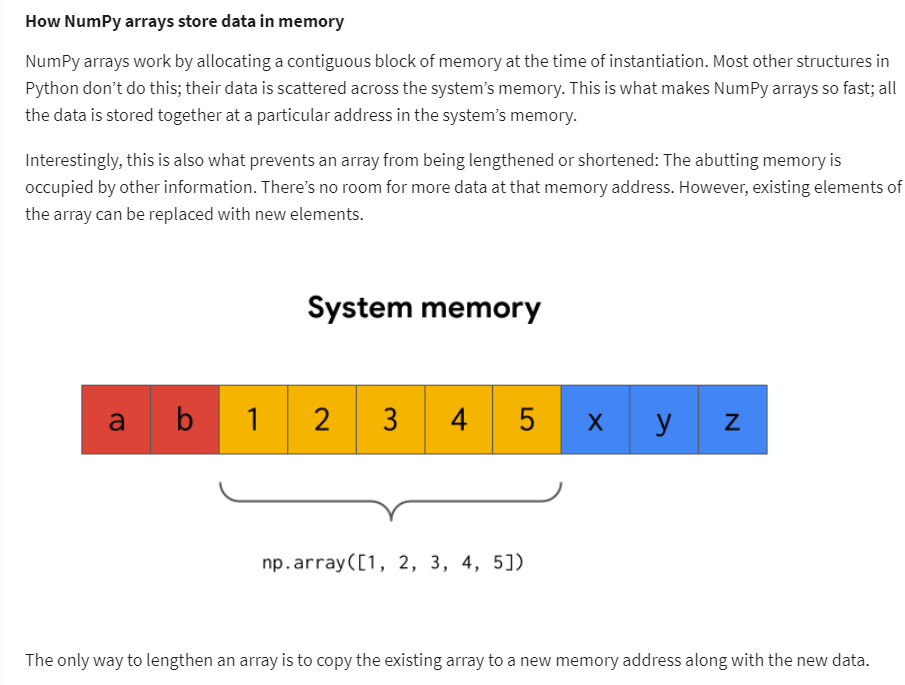 How NumPy arrays store data in memory
NumPy arrays work by allocating a contiguous block of memory at the time of instantiation. Most other structures in
Python don’t do this; their data is scattered across the system’s memory. This is what makes NumPy arrays so fast; all
the data is stored together at a particular address in the system’s memory.
Interestingly, this is also what prevents an array from being lengthened or shortened: The abutting memory is
occupied by other information. There’s no room for more data at that memory address. However, existing elements of
the array can be replaced with new elements.
System memory
a b 1 2 3 4 5 x y z
np.array([1, 2, 3, 4, 5])
The only way to lengthen an array is to copy the existing array to a new memory address along with the new data.